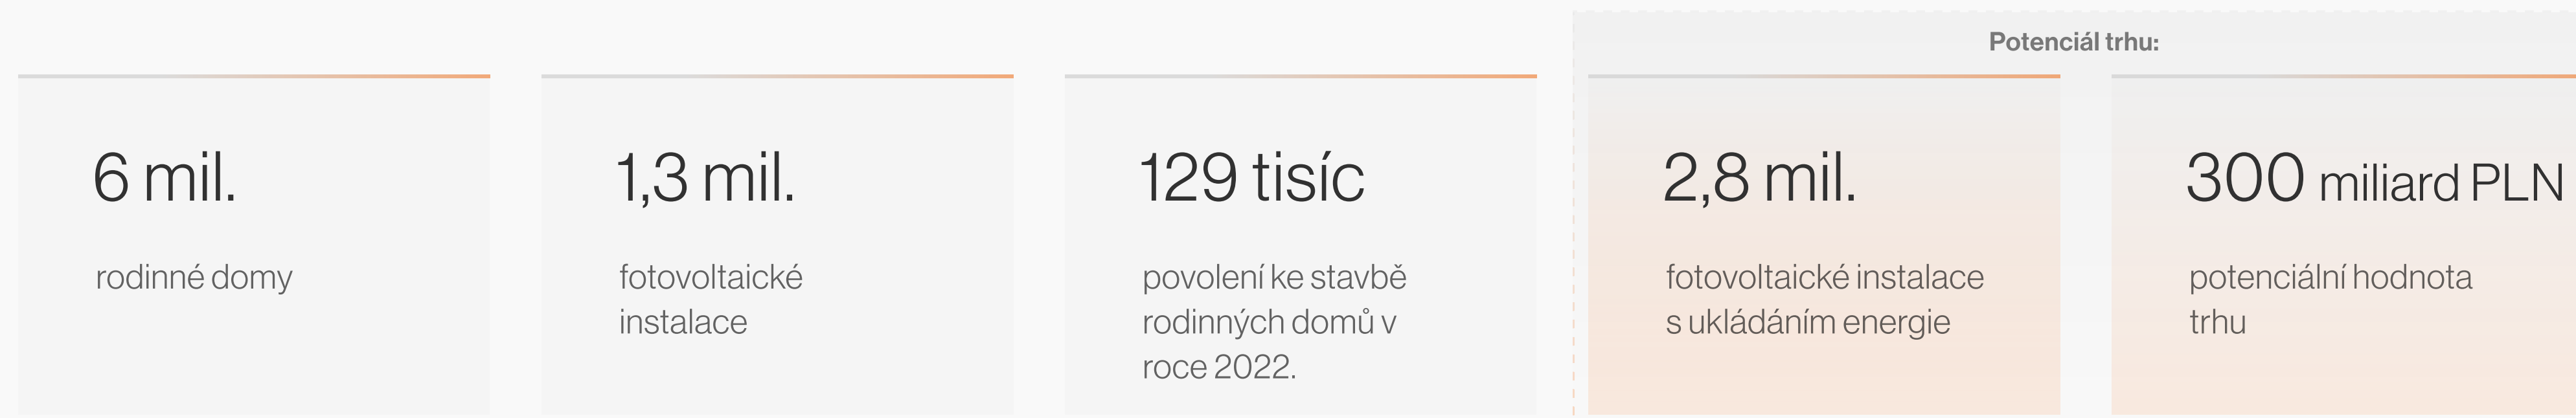 Potenciál trhu:
6 mil.
rodinné domy
1,3 mil.
fotovoltaické
instalace
129 tisíc
povolení ke stavbě
rodinných domů v
roce 2022.
2,8 mil.
fotovoltaické instalace
s ukládáním energie
300 miliard PLN
potenciální hodnota
trhu